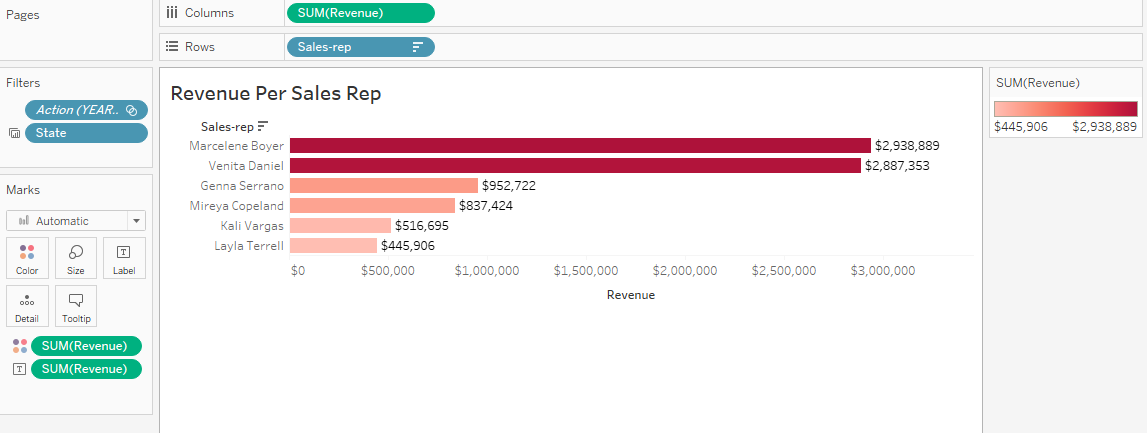 Pages
Columns
SUM(Revenue)
Rows
Sales-rep
Filters
Action (YEAR..
State
Marks
Automatic
Color Size Label
Detail Tooltip
SUM(Revenue)
SUM(Revenue)
Revenue Per Sales Rep
Sales-rep
Marcelene Boyer $2,938,889
Venita Daniel $2,887,353
Genna Serrano $952,722
Mireya Copeland $837,424
Kali Vargas $516,695
Layla Terrell $445,906
$0 $500,000 $1,000,000 $1,500,000 $2,000,000 $2,500,000 $3,000,000
Revenue
SUM(Revenue)
$445,906 $2,938,889